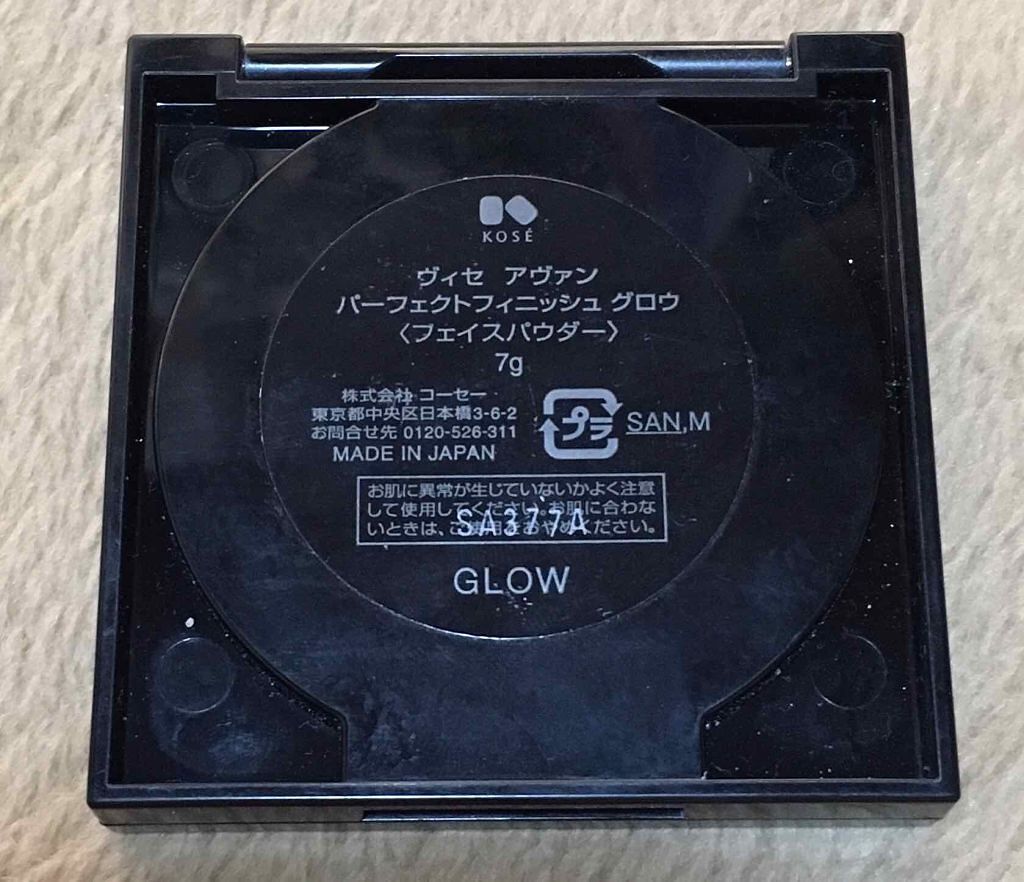 KOSÉ
ヴィセ アヴァン
パーフェクトフィニッシュ グロウ
〈フェイスパウダー〉
7g
株式会社 コーセー
東京都中央区日本橋3-6-2
お問合せ先 0120-526-311
MADE IN JAPAN
プラ
SAN,M
お肌に異常が生じていないかよく注意
して使用してください。お肌に合わな
いときは、ご使用をおやめください。
SA377A
GLOW